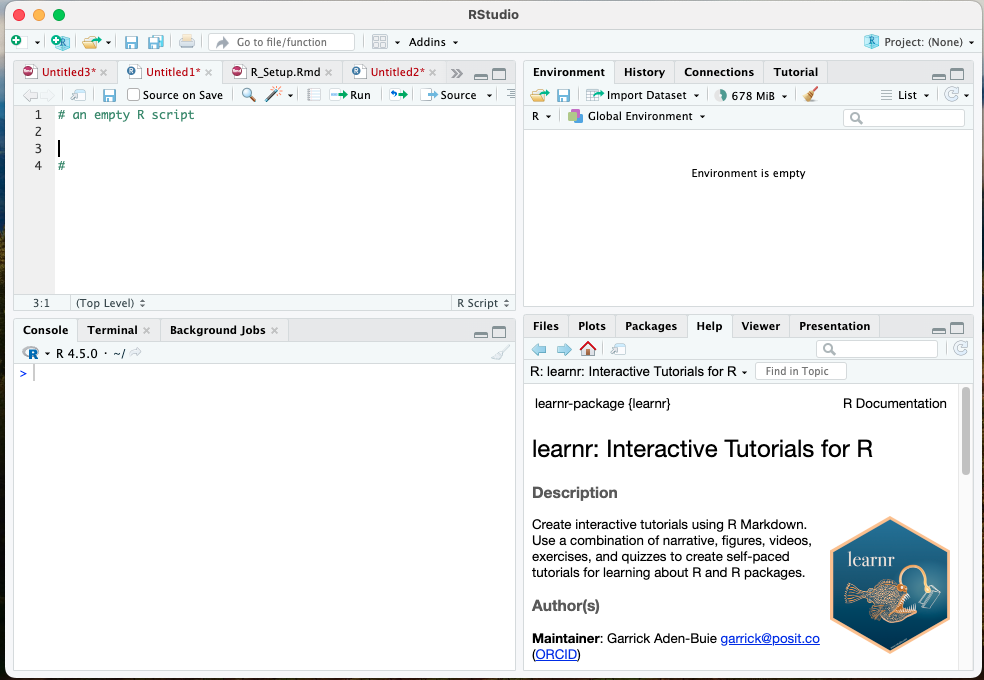 RStudio
Go to file/function Addins Project: (None)
Untitled3* Untitled1* R_Setup.Rmd Untitled2*
Source on Save Run Source
1 # an empty R script
2
3
4 #
3:1 (Top Level) R Script
Console Terminal Background Jobs
R R 4.5.0 · ~/
>
Environment History Connections Tutorial
Import Dataset 678 MiB List
R Global Environment
Environment is empty
Files Plots Packages Help Viewer Presentation
R: learnr: Interactive Tutorials for R Find in Topic
learnr-package {learnr} R Documentation
learnr: Interactive Tutorials for R
Description
Create interactive tutorials using R Markdown.
Use a combination of narrative, figures, videos,
exercises, and quizzes to create self-paced
tutorials for learning about R and R packages.
learnr
Author(s)
Maintainer: Garrick Aden-Buie garrick@posit.co
(ORCID)